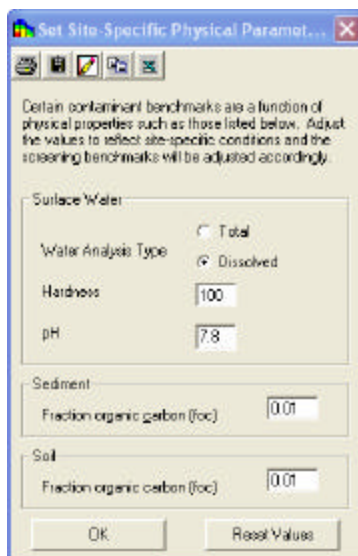 Set Site-Specific Physical Paramet...
Certain contaminant benchmarks are a function of
physical properties such as those listed below. Adjust
the values to reflect site-specific conditions and the
screening benchmarks will be adjusted accordingly.
Surface Water
Water Analysis Type
Total
Dissolved
Hardness
100
pH
7.8
Sediment
Fraction organic carbon (foc)
0.01
Soil
Fraction organic carbon (foc)
0.01
OK
Reset Values